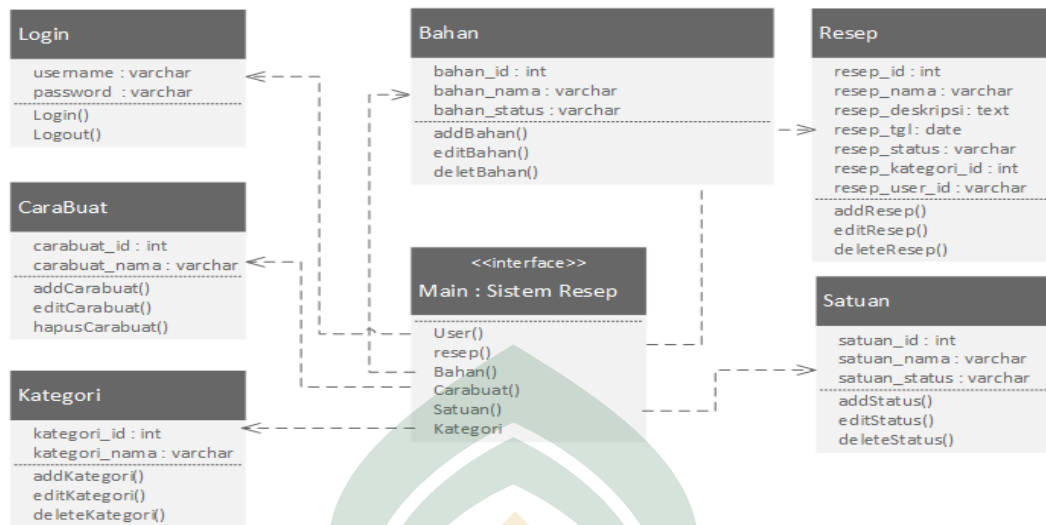 Login
username : varchar
password : varchar
Login()
Logout()
Bahan
bahan_id : int
bahan_nama : varchar
bahan_status : varchar
addBahan()
editBahan()
deletBahan()
Resep
resep_id : int
resep_nama : varchar
resep_deskripsi : text
resep_tgl : date
resep_status : varchar
resep_kategori_id : int
resep_user_id : varchar
addResep()
editResep()
deleteResep()
CaraBuat
carabuat_id : int
carabuat_nama : varchar
addCarabuat()
editCarabuat()
hapusCarabuat()
<<interface>>
Main : Sistem Resep
User()
resep()
Bahan()
Carabuat()
Satuan()
Kategori
Satuan
satuan_id : int
satuan_nama : varchar
satuan_status : varchar
addStatus()
editStatus()
deleteStatus()
Kategori
kategori_id : int
kategori_nama : varchar
addKategori()
editKategori()
deleteKategori()